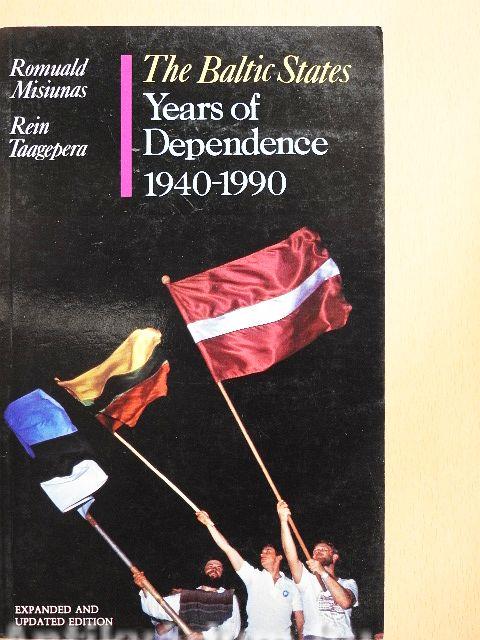 Romuald
Misiunas
Rein
Taagepera
The Baltic States
Years of
Dependence
1940-1990
EXPANDED AND
UPDATED EDITION